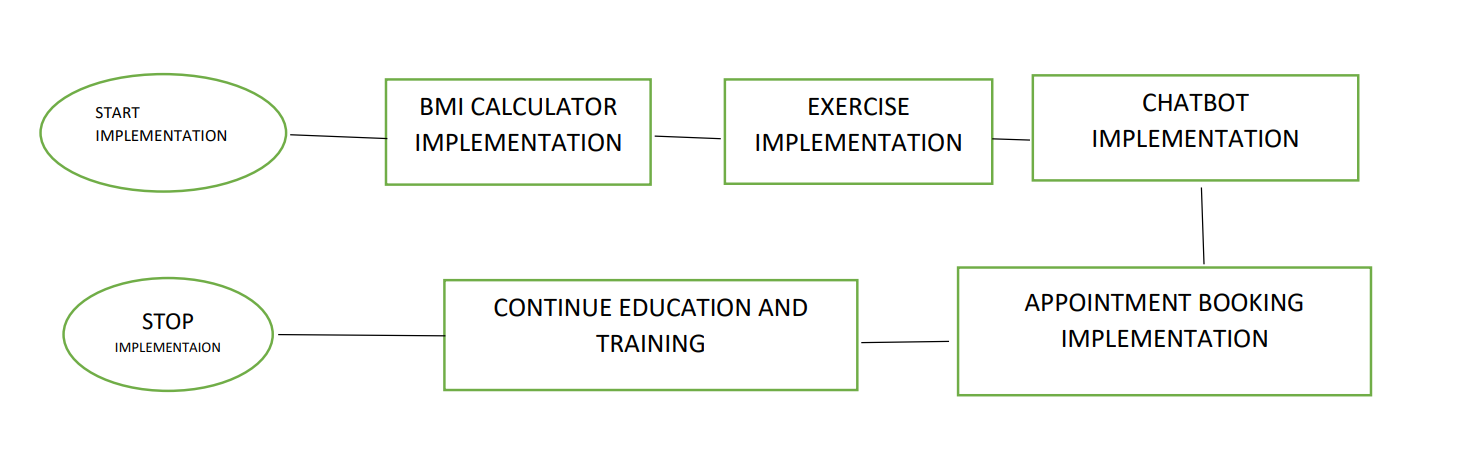 START
IMPLEMENTATION
BMI CALCULATOR
IMPLEMENTATION
EXERCISE
IMPLEMENTATION
CHATBOT
IMPLEMENTATION
APPOINTMENT BOOKING
IMPLEMENTATION
CONTINUE EDUCATION AND
TRAINING
STOP
IMPLEMENTAION